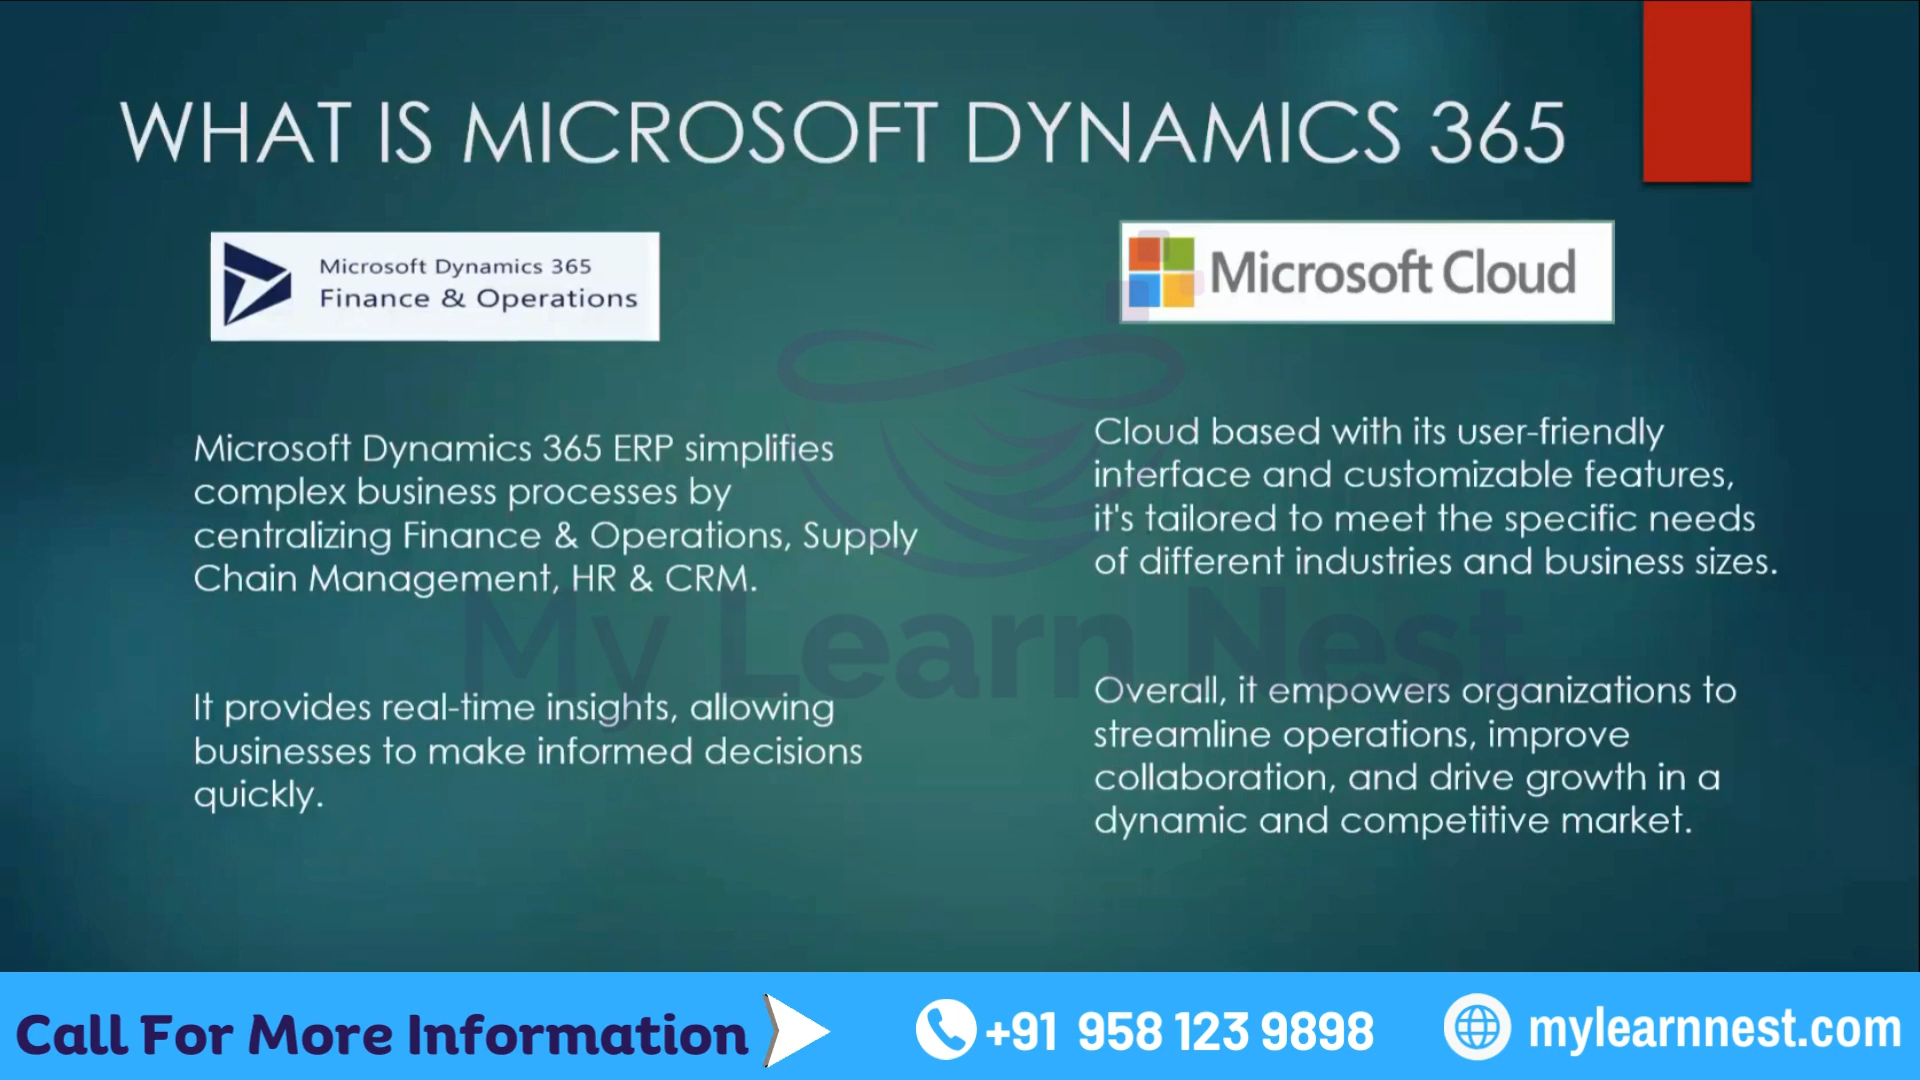 WHAT IS MICROSOFT DYNAMICS 365
Microsoft Dynamics 365
Finance & Operations
Microsoft Dynamics 365 ERP simplifies
complex business processes by
centralizing Finance & Operations, Supply
Chain Management, HR & CRM.
It provides real-time insights, allowing
businesses to make informed decisions
quickly.
Microsoft Cloud
Cloud based with its user-friendly
interface and customizable features,
it's tailored to meet the specific needs
of different industries and business sizes.
Overall, it empowers organizations to
streamline operations, improve
collaboration, and drive growth in a
dynamic and competitive market.
My Learn Nest
Call For More Information
+91 958 123 9898
mylearnnest.com